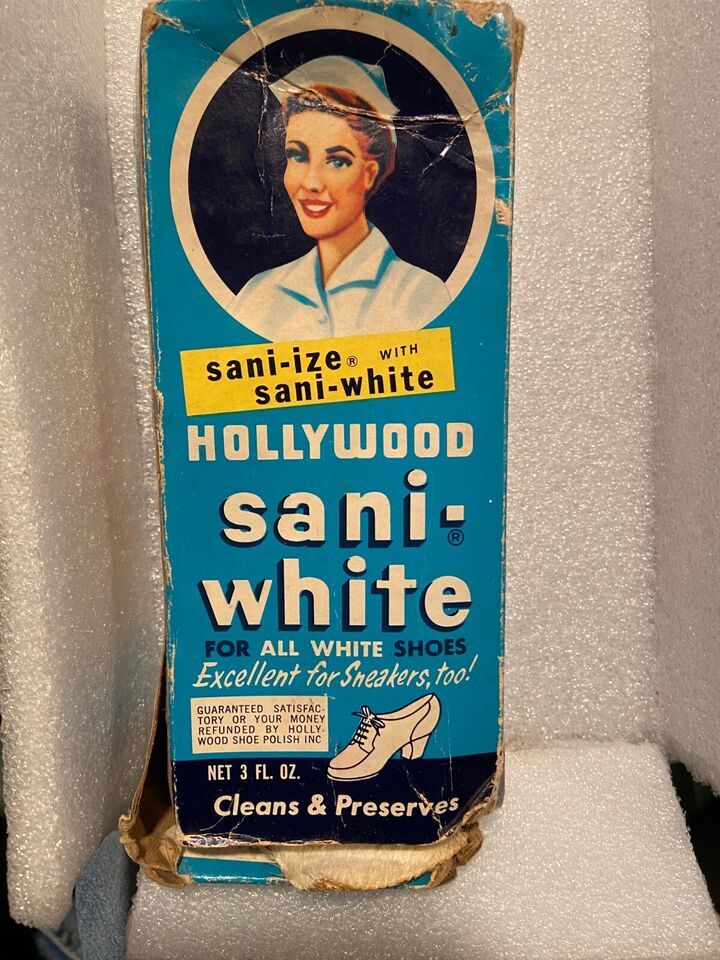 sani-ize® WITH
sani-white
HOLLYWOOD
sani-®
white
FOR ALL WHITE SHOES
Excellent for Sneakers, too!
GUARANTEED SATISFAC-
TORY OR YOUR MONEY
REFUNDED BY HOLLY-
WOOD SHOE POLISH INC
NET 3 FL. OZ.
Cleans & Preserves